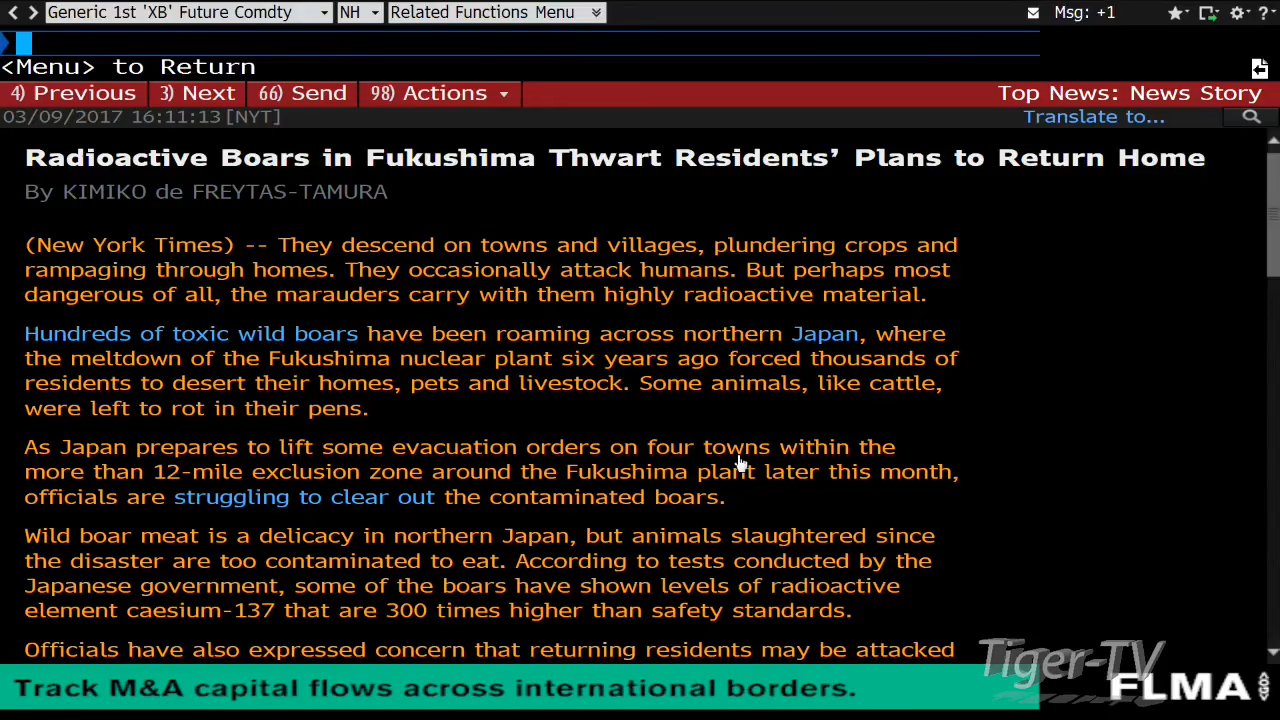 Generic 1st 'XB' Future Comdty NH Related Functions Menu Msg: +1 ?
<Menu> to Return
4) Previous 3) Next 66) Send 98) Actions Top News: News Story
03/09/2017 16:11:13 [NYT] Translate to...
Radioactive Boars in Fukushima Thwart Residents’ Plans to Return Home
By KIMIKO de FREYTAS-TAMURA
(New York Times) -- They descend on towns and villages, plundering crops and
rampaging through homes. They occasionally attack humans. But perhaps most
dangerous of all, the marauders carry with them highly radioactive material.
Hundreds of toxic wild boars have been roaming across northern Japan, where
the meltdown of the Fukushima nuclear plant six years ago forced thousands of
residents to desert their homes, pets and livestock. Some animals, like cattle,
were left to rot in their pens.
As Japan prepares to lift some evacuation orders on four towns within the
more than 12-mile exclusion zone around the Fukushima plant later this month,
officials are struggling to clear out the contaminated boars.
Wild boar meat is a delicacy in northern Japan, but animals slaughtered since
the disaster are too contaminated to eat. According to tests conducted by the
Japanese government, some of the boars have shown levels of radioactive
element caesium-137 that are 300 times higher than safety standards.
Officials have also expressed concern that returning residents may be attacked
Tiger-TV
Track M&A capital flows across international borders. FLMA <GO>